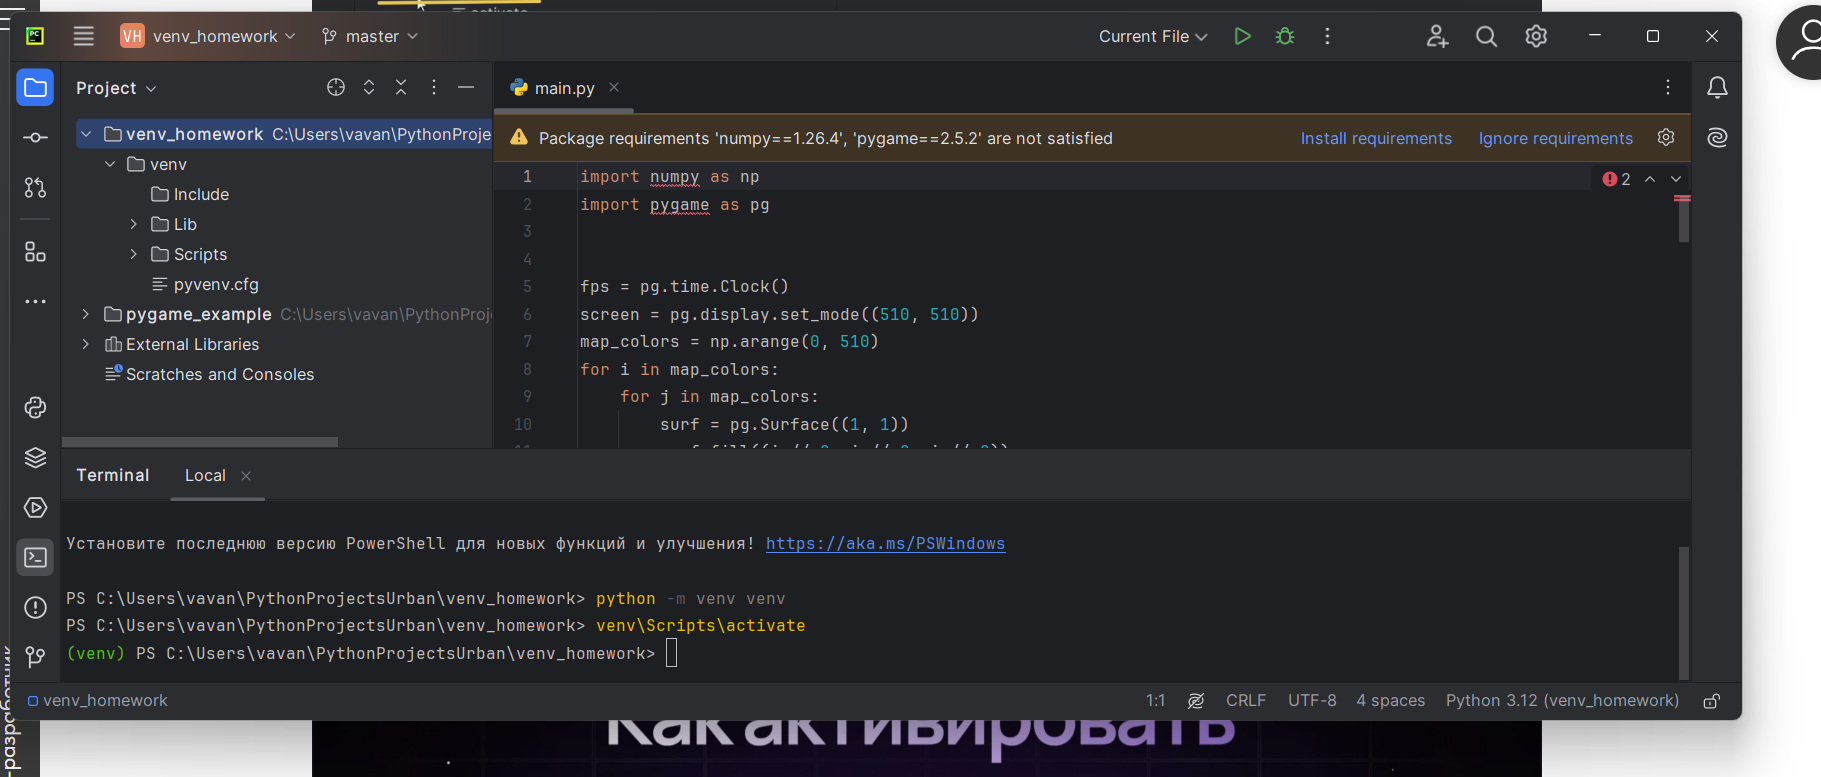 activate
VH venv_homework
master
Current File
Project
main.py
venv_homework C:\Users\vavan\PythonProje
Package requirements 'numpy==1.26.4', 'pygame==2.5.2' are not satisfied
Install requirements
Ignore requirements
venv
Include
Lib
Scripts
pyvenv.cfg
pygame_example C:\Users\vavan\PythonProj
External Libraries
Scratches and Consoles
2
1 import numpy as np
2 import pygame as pg
3
4
5 fps = pg.time.Clock()
6 screen = pg.display.set_mode((510, 510))
7 map_colors = np.arange(0, 510)
8 for i in map_colors:
9 for j in map_colors:
10 surf = pg.Surface((1, 1))
Terminal
Local
Установите последнюю версию PowerShell для новых функций и улучшения! https://aka.ms/PSWindows
PS C:\Users\vavan\PythonProjectsUrban\venv_homework> python -m venv venv
PS C:\Users\vavan\PythonProjectsUrban\venv_homework> venv\Scripts\activate
(venv) PS C:\Users\vavan\PythonProjectsUrban\venv_homework>
venv_homework
1:1
CRLF
UTF-8
4 spaces
Python 3.12 (venv_homework)
Как активировать
-разработчик